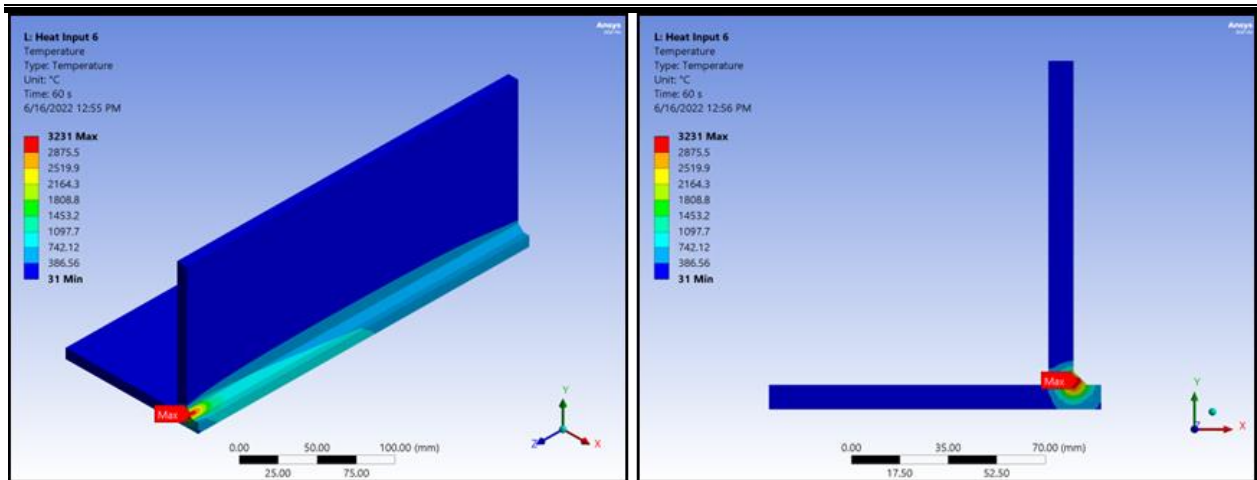 Ansys
L: Heat Input 6
Temperature
Type: Temperature
Unit: °C
Time: 60 s
6/16/2022 12:55 PM
3231 Max
2875.5
2519.9
2164.3
1808.8
1453.2
1097.7
742.12
386.56
31 Min
Max
Y
Z
X
0.00 50.00 100.00 (mm)
25.00 75.00
Ansys
L: Heat Input 6
Temperature
Type: Temperature
Unit: °C
Time: 60 s
6/16/2022 12:56 PM
3231 Max
2875.5
2519.9
2164.3
1808.8
1453.2
1097.7
742.12
386.56
31 Min
Max
Y
Z
X
0.00 35.00 70.00 (mm)
17.50 52.50